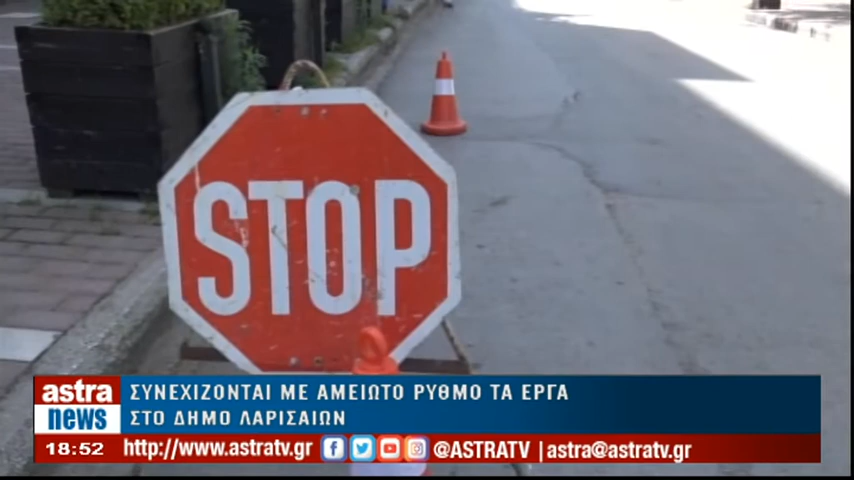 STOP
astra
news
ΣΥΝΕΧΙΖΟΝΤΑΙ ΜΕ ΑΜΕΙΩΤΟ ΡΥΘΜΟ ΤΑ ΕΡΓΑ
ΣΤΟ ΔΗΜΟ ΛΑΡΙΣΑΙΩΝ
18:52 http://www.astratv.gr @ASTRATV | astra@astratv.gr